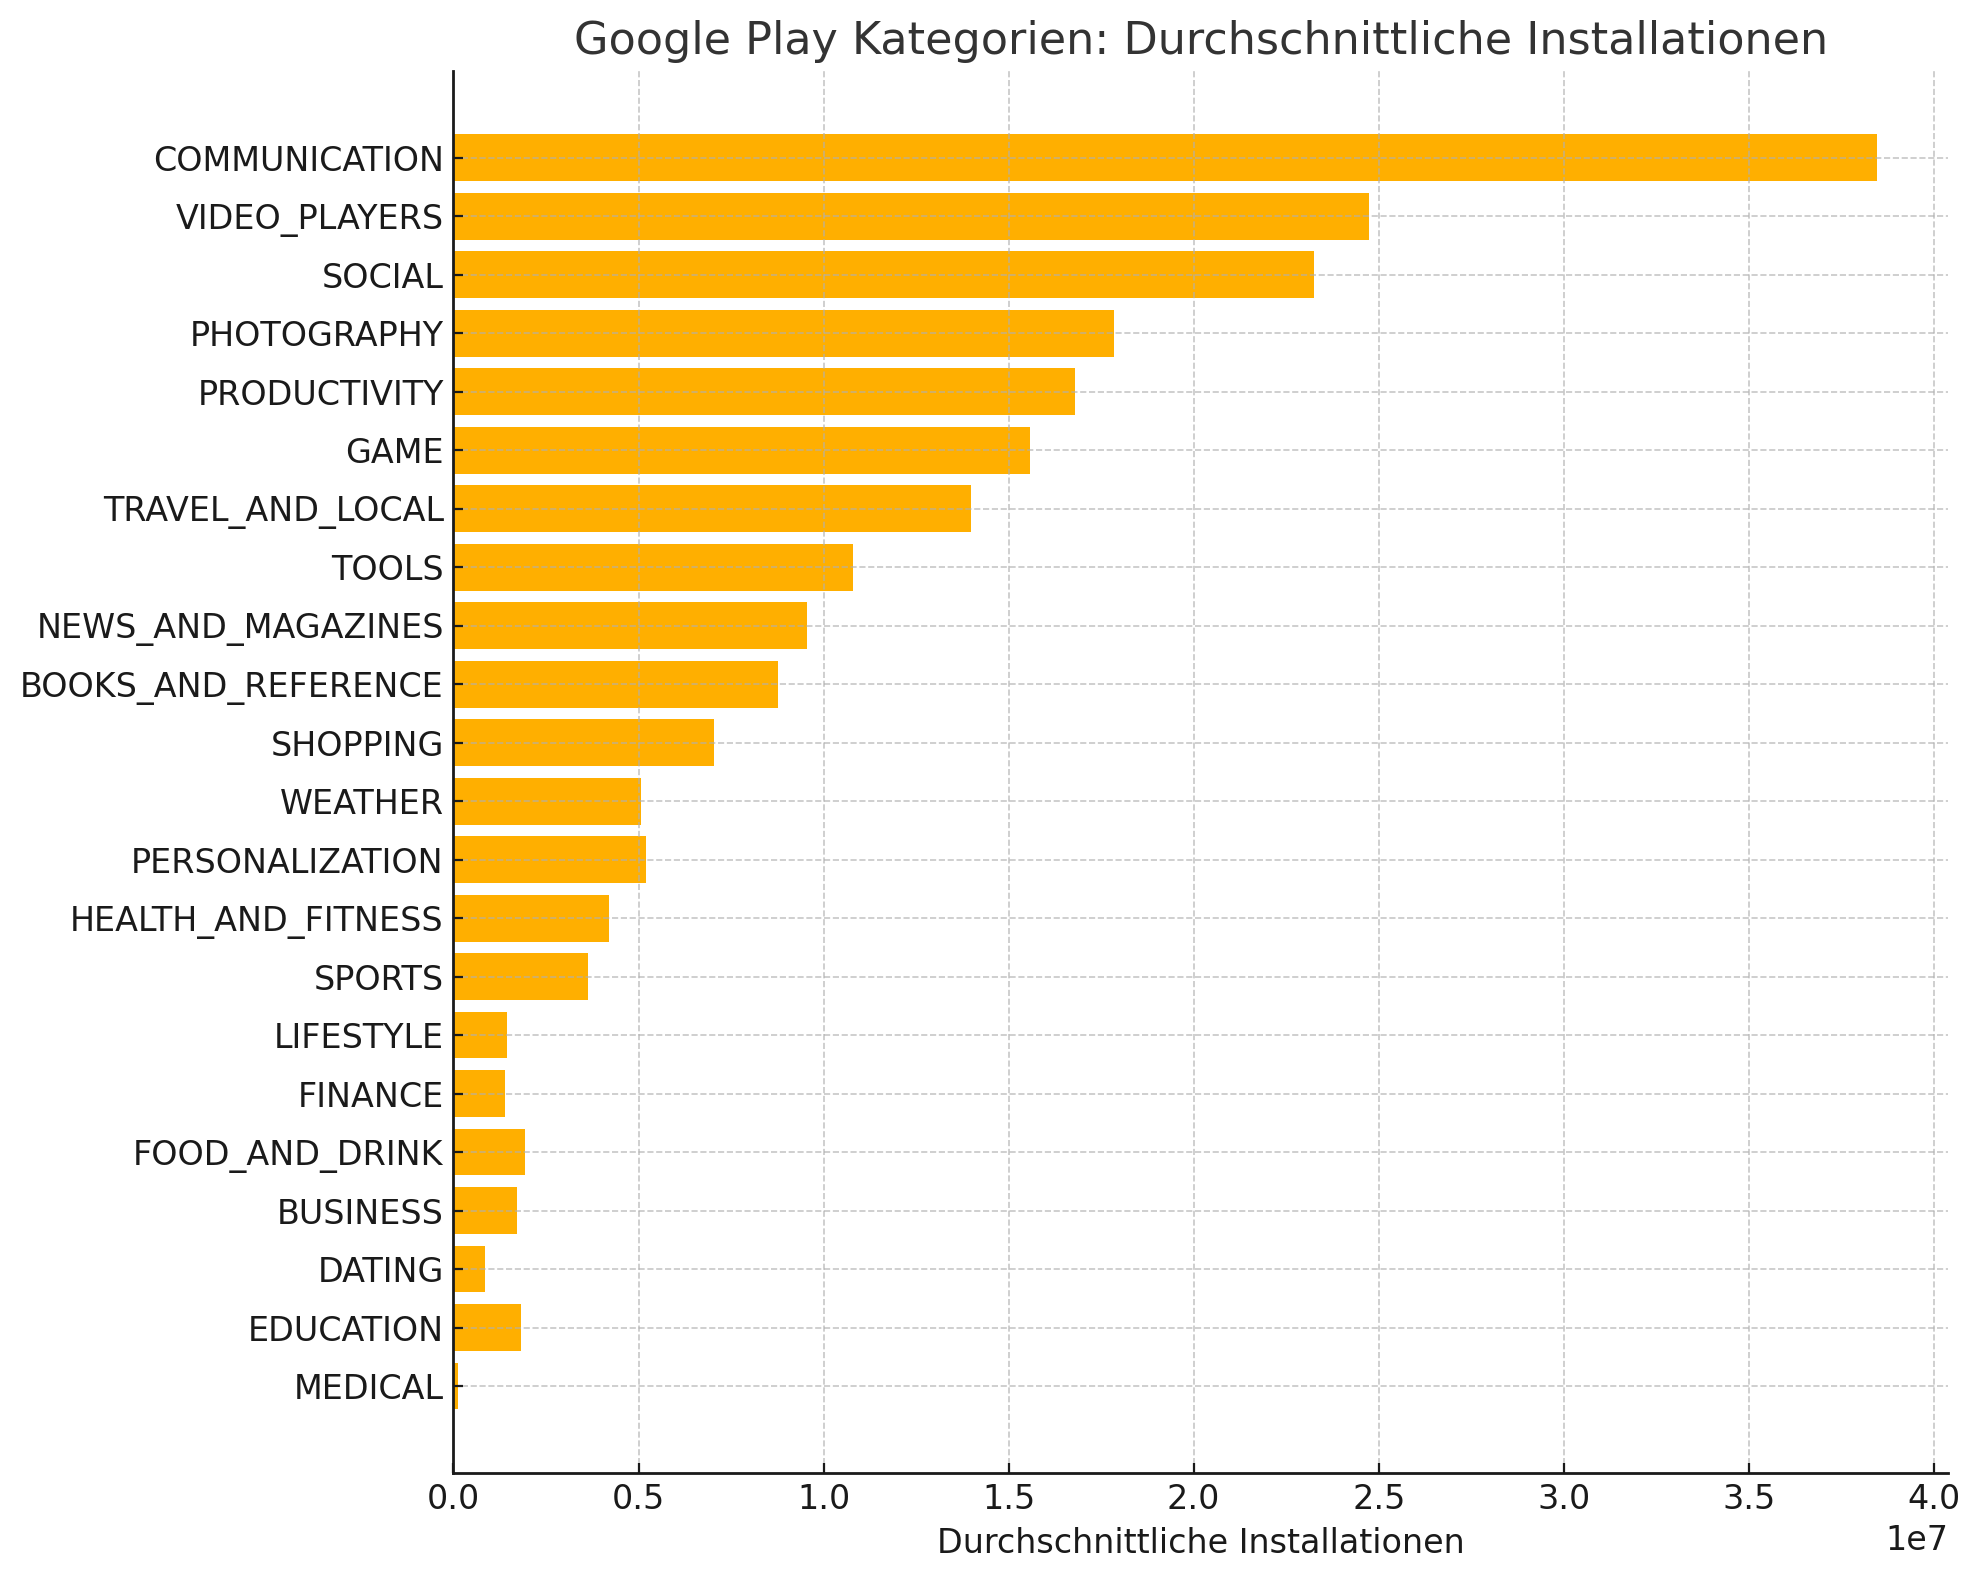 Google Play Kategorien: Durchschnittliche Installationen
COMMUNICATION
VIDEO_PLAYERS
SOCIAL
PHOTOGRAPHY
PRODUCTIVITY
GAME
TRAVEL_AND_LOCAL
TOOLS
NEWS_AND_MAGAZINES
BOOKS_AND_REFERENCE
SHOPPING
WEATHER
PERSONALIZATION
HEALTH_AND_FITNESS
SPORTS
LIFESTYLE
FINANCE
FOOD_AND_DRINK
BUSINESS
DATING
EDUCATION
MEDICAL
0.0 0.5 1.0 1.5 2.0 2.5 3.0 3.5 4.0
1e7
Durchschnittliche Installationen